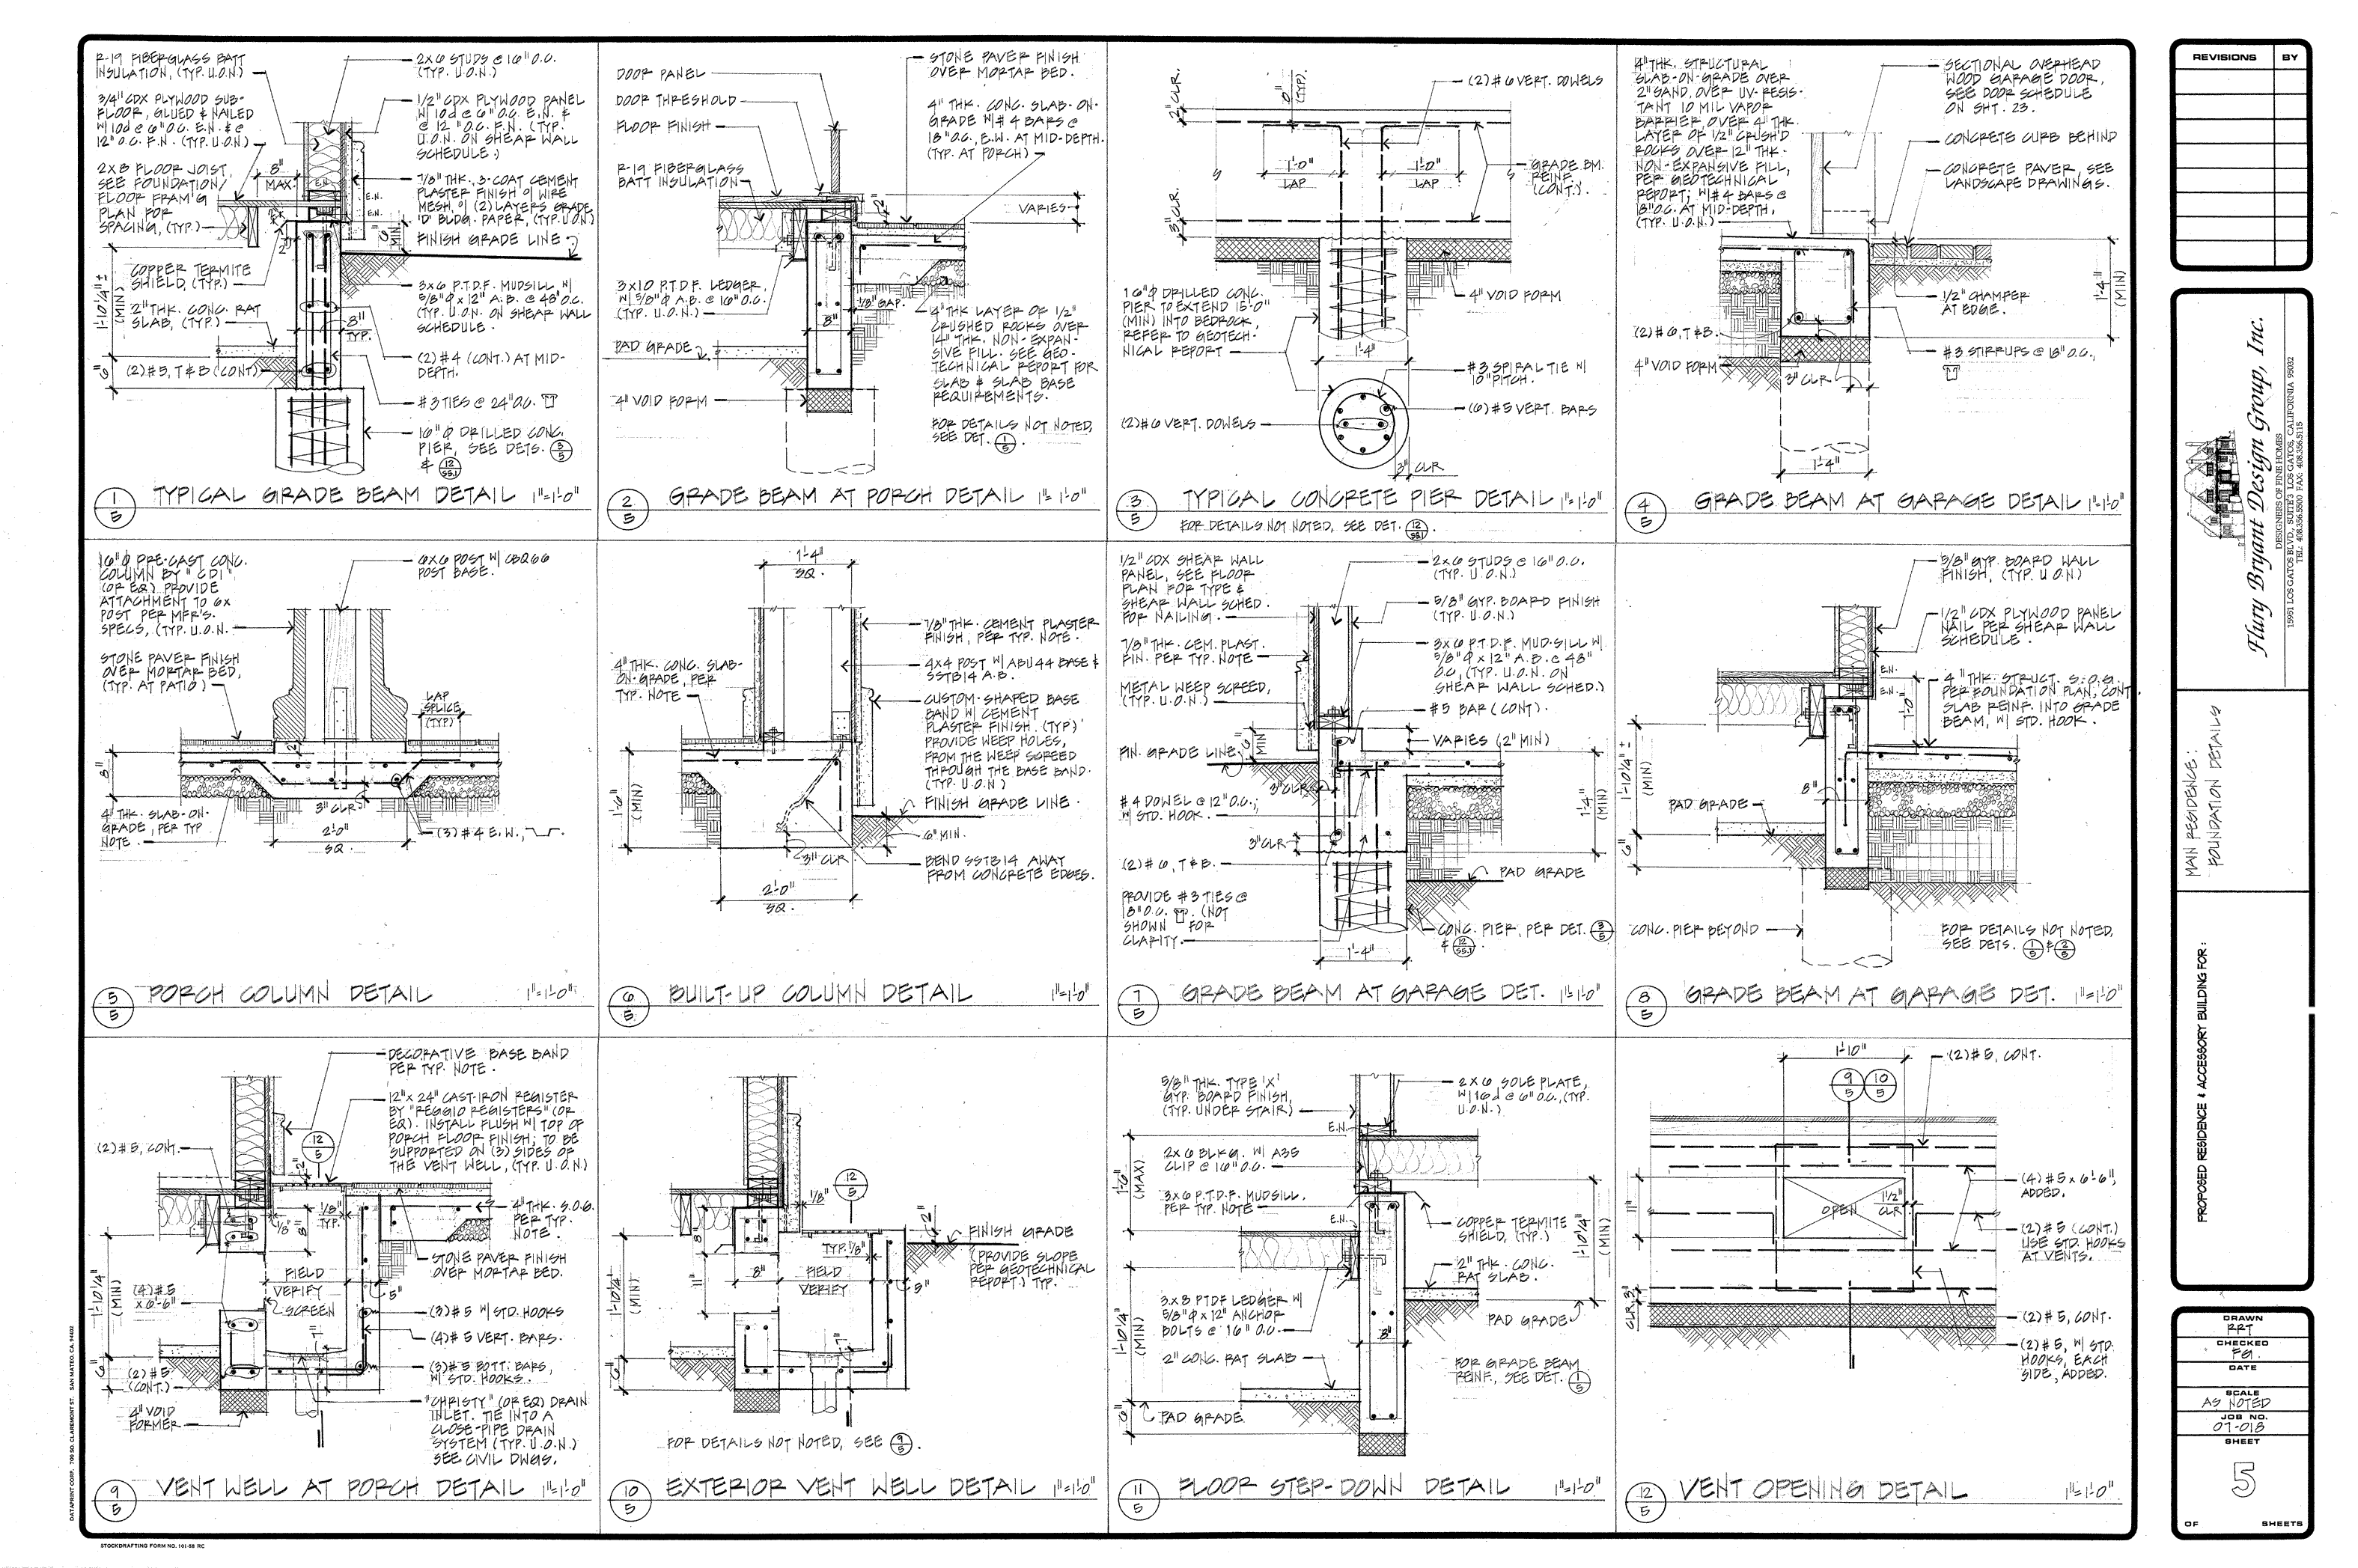 R-19 FIBERGLASS BATT
INSULATION, (TYP. U.O.N)
3/4" CDX PLYWOOD SUB-
FLOOR, GLUED & NAILED
W/ 10d @ 6" O.C. E.N. & @
12" O.C. F.N. (TYP. U.O.N.)
2X8 FLOOR JOIST,
SEE FOUNDATION/
FLOOR FRAM'G
PLAN FOR
SPACING, (TYP.)
COPPER TERMITE
SHIELD, (TYP.)
2" THK. CONC. RAT
SLAB, (TYP.)
(2) #5, T & B (CONT)
1'-10 1/4" ±
(MIN)
6"
8"
MAX.
E.N.
2"
2"
2X6 STUDS @ 16" O.C.
(TYP. U.O.N.)
1/2" CDX PLYWOOD PANEL
W/ 10d @ 6" O.C. E.N. &
@ 12" O.C. F.N. (TYP.
U.O.N. ON SHEAR WALL
SCHEDULE.)
7/8" THK. 3-COAT CEMENT
PLASTER FINISH O/ WIRE
MESH, O/ (2) LAYERS GRADE
'D' BLDG. PAPER, (TYP. U.O.N)
E.N.
E.N.
6"
MIN
FINISH GRADE LINE
3X6 P.T.D.F. MUDSILL W/
5/8"φ x 12" A.B. @ 48" O.C.
(TYP. U.O.N. ON SHEAR WALL
SCHEDULE.
8"
TYP.
(2) #4 (CONT.) AT MID-
DEPTH.
#3 TIES @ 24" O.C.
16"φ DRILLED CONC.
PIER, SEE DETS. 3/5
& 12/SS.1
1/5 TYPICAL GRADE BEAM DETAIL 1"=1'-0"
DOOR PANEL
DOOR THRESHOLD
FLOOR FINISH
R-19 FIBERGLASS
BATT INSULATION
3X10 P.T.D.F. LEDGER,
W/ 5/8"φ A.B. @ 16" O.C.
(TYP. U.O.N.)
PAD GRADE
4" VOID FORM
STONE PAVER FINISH
OVER MORTAR BED.
4" THK. CONC. SLAB-ON-
GRADE W/ #4 BARS @
18" O.C., E.W. AT MID-DEPTH.
(TYP. AT PORCH)
VARIES
2"
8"
1/8" GAP.
4" THK LAYER OF 1/2"
CRUSHED ROCKS OVER
14" THK. NON-EXPAN-
SIVE FILL. SEE GEO-
TECHNICAL REPORT FOR
SLAB & SLAB BASE
REQUIREMENTS.
FOR DETAILS NOT NOTED,
SEE DET. 1/5
2/5 GRADE BEAM AT PORCH DETAIL 1"=1'-0"
2" CLR.
3" CLR.
(TYP.)
(2) #6 VERT. DOWELS
1'-0"
LAP
1'-0"
LAP
GRADE BM.
REINF.
(CONT.)
4" VOID FORM
16"φ DRILLED CONC.
PIER TO EXTEND 15'-0"
(MIN) INTO BEDROCK,
REFER TO GEOTECH-
NICAL REPORT
1'-4"
#3 SPIRAL TIE W/
10" PITCH.
(6) #5 VERT. BARS
(2) #6 VERT. DOWELS
3" CLR
3/5 TYPICAL CONCRETE PIER DETAIL 1"=1'-0"
FOR DETAILS NOT NOTED, SEE DET. 12/SS.1
4" THK. STRUCTURAL
SLAB-ON-GRADE OVER
2" SAND, OVER UV-RESIS-
TANT 10 MIL VAPOR
BARRIER, OVER 4" THK.
LAYER OF 1/2" CRUSH'D
ROCKS OVER 12" THK.
NON-EXPANSIVE FILL,
PER GEOTECHNICAL
REPORT; W/ #4 BARS @
18" O.C. AT MID-DEPTH,
(TYP. U.O.N.)
SECTIONAL OVERHEAD
WOOD GARAGE DOOR,
SEE DOOR SCHEDULE
ON SHT. 23.
CONCRETE CURB BEHIND
CONCRETE PAVER, SEE
LANDSCAPE DRAWINGS.
1/2" CHAMFER
AT EDGE.
1'-4"
(MIN)
(2) #6, T & B.
4" VOID FORM
3" CLR
#3 STIRRUPS @ 18" O.C.,
1'-4"
4/5 GRADE BEAM AT GARAGE DETAIL 1"=1'-0"
16"φ PRE-CAST CONC.
COLUMN BY "CDI"
(OR EQ.) PROVIDE
ATTACHMENT TO 6X
POST PER MFR'S.
SPECS, (TYP. U.O.N.
6X6 POST W/ CBQ66
POST BASE.
STONE PAVER FINISH
OVER MORTAR BED,
(TYP. AT PATIO)
LAP
SPLICE
(TYP)
2"
8"
3" CLR
2'-0"
SQ.
4" THK. SLAB-ON-
GRADE, PER TYP
NOTE.
(3) #4 E.W.,
5/5 PORCH COLUMN DETAIL 1"=1'-0"
1'-4"
SQ.
7/8" THK. CEMENT PLASTER
FINISH, PER TYP. NOTE.
4" THK. CONC. SLAB-
ON-GRADE, PER
TYP. NOTE
4X4 POST W/ ABU44 BASE &
SSTB14 A.B.
CUSTOM-SHAPED BASE
BAND W/ CEMENT
PLASTER FINISH. (TYP)
PROVIDE WEEP HOLES,
FROM THE WEEP SCREED
THROUGH THE BASE BAND.
(TYP. U.O.N)
FINISH GRADE LINE.
1'-6"
(MIN)
6" MIN.
3" CLR
2'-0"
SQ.
BEND SSTB14 AWAY
FROM CONCRETE EDGES.
6/5 BUILT-UP COLUMN DETAIL 1"=1'-0"
1/2" CDX SHEAR WALL
PANEL, SEE FLOOR
PLAN FOR TYPE &
SHEAR WALL SCHED.
FOR NAILING.
7/8" THK. CEM. PLAST.
FIN. PER TYP. NOTE
METAL WEEP SCREED,
(TYP. U.O.N.)
FIN. GRADE LINE
6"
MIN
#4 DOWEL @ 12" O.C.,
W/ STD. HOOK.
3" CLR
3" CLR
(2) #6, T & B.
PROVIDE #3 TIES @
18" O.C. (NOT
SHOWN FOR
CLARITY.
2X6 STUDS @ 16" O.C.
(TYP. U.O.N.)
5/8" GYP. BOARD FINISH
(TYP. U.O.N.)
3X6 P.T.D.F. MUD-SILL W/
5/8"φ x 12" A.B. @ 48"
O.C, (TYP. U.O.N. ON
SHEAR WALL SCHED.)
#5 BAR (CONT).
VARIES (2" MIN)
1'-4"
(MIN)
PAD GRADE
CONC. PIER, PER DET. 3/5
& 12/SS.1
1'-4"
7/5 GRADE BEAM AT GARAGE DET. 1"=1'-0"
5/8" GYP. BOARD WALL
FINISH, (TYP. U.O.N)
1/2" CDX PLYWOOD PANEL
NAIL PER SHEAR WALL
SCHEDULE.
E.N.
E.N.
4" THK. STRUCT. S.O.G.
PER FOUNDATION PLAN, CONT.
SLAB REINF. INTO GRADE
BEAM, W/ STD. HOOK.
1'-0"
1'-10 1/4" ±
(MIN)
8"
6"
PAD GRADE
CONC. PIER BEYOND
FOR DETAILS NOT NOTED,
SEE DETS. 1/5 & 2/5
8/5 GRADE BEAM AT GARAGE DET. 1"=1'-0"
DECORATIVE BASE BAND
PER TYP. NOTE.
12" x 24" CAST-IRON REGISTER
BY "REGGIO REGISTERS" (OR
EQ). INSTALL FLUSH W/ TOP OF
PORCH FLOOR FINISH; TO BE
SUPPORTED ON (3) SIDES OF
THE VENT WELL, (TYP. U.O.N)
(2) #5, CONT.
12/5
2"
1/8"
1/8"
TYP.
8"
4" THK. S.O.G.
PER TYP.
NOTE.
STONE PAVER FINISH
OVER MORTAR BED.
FIELD
VERIFY
SCREEN
5"
1'-10 1/4"
(MIN)
6"
(4) #5
x 6'-6"
(3) #5 W/ STD. HOOKS
(4) #5 VERT. BARS.
(3) #5 BOTT. BARS,
W/ STD. HOOKS.
(2) #5
(CONT.)
4" VOID
FORMER
"CHRISTY" (OR EQ) DRAIN
INLET. TIE INTO A
CLOSE-PIPE DRAIN
SYSTEM (TYP. U.O.N.)
SEE CIVIL DWGS.
9/5 VENT WELL AT PORCH DETAIL 1"=1'-0"
12/5
1/8"
2"
FINISH GRADE
(PROVIDE SLOPE
PER GEOTECHNICAL
REPORT.) TYP.
TYP. 1/8"
8"
11"
8"
FIELD
VERIFY
5"
1'-10 1/4"
(MIN)
6"
FOR DETAILS NOT NOTED, SEE 9/5.
10/5 EXTERIOR VENT WELL DETAIL 1"=1'-0"
5/8" THK. TYPE 'X'
GYP. BOARD FINISH,
(TYP. UNDER STAIR)
2X6 SOLE PLATE,
W/ 16d @ 6" O.C., (TYP.
U.O.N.)
E.N.
2X6 BLKG. W/ A35
CLIP @ 16" O.C.
3X6 P.T.D.F. MUDSILL.
PER TYP. NOTE
E.N.
1'-6"
(MAX)
COPPER TERMITE
SHIELD, (TYP.)
2" THK. CONC.
RAT SLAB.
1'-10 1/4"
(MIN)
1'-10 1/4"
(MIN)
6"
3X8 PTDF LEDGER W/
5/8"φ x 12" ANCHOR
BOLTS @ 16" O.C.
8"
PAD GRADE
2" CONC. RAT SLAB
FOR GRADE BEAM
REINF., SEE DET. 1/5
PAD GRADE
11/5 FLOOR STEP-DOWN DETAIL 1"=1'-0"
1'-10"
(2) #5, CONT.
9/5 10/5
(4) #5 x 6'-6",
ADDED.
11"
OPEN
1 1/2"
CLR
(2) #5 (CONT.)
USE STD. HOOKS
AT VENTS.
CLR 3"
(2) #5, CONT.
(2) #5, W/ STD.
HOOKS, EACH
SIDE, ADDED.
12/5 VENT OPENING DETAIL 1"=1'-0"
REVISIONS BY
Flury Bryant Design Group, Inc.
DESIGNERS OF FINE HOMES
15951 LOS GATOS BLVD., SUITE 3 LOS GATOS, CALIFORNIA 95032
TEL: 408.356.5500 FAX: 408.356.5115
MAIN RESIDENCE:
FOUNDATION DETAILS
PROPOSED RESIDENCE & ACCESSORY BUILDING FOR:
DRAWN
RRT
CHECKED
FG
DATE
SCALE
AS NOTED
JOB NO.
07-018
SHEET
5
OF SHEETS
DATAPRINT CORP. 700 SO. CLAREMONT ST. SAN MATEO, CA. 94402
STOCKDRAFTING FORM NO. 101-58 RC